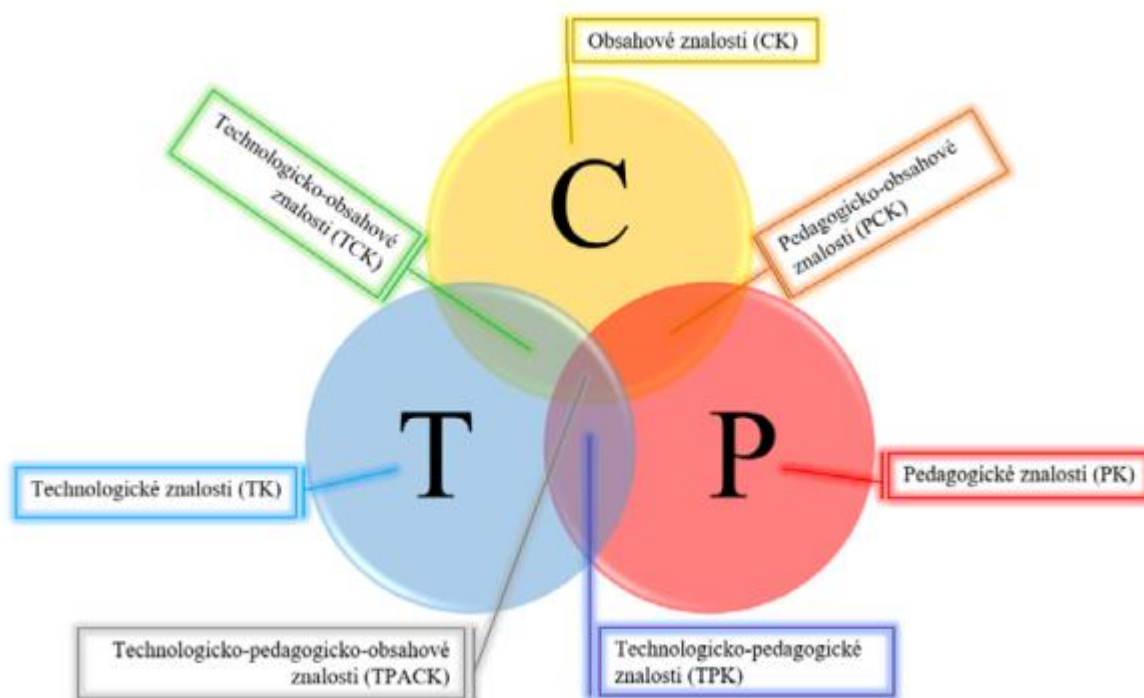 Obsahové znalosti (CK)
Technologicko-obsahové
znalosti (TCK)
Pedagogicko-obsahové
znalosti (PCK)
C
T
P
Technologické znalosti (TK)
Pedagogické znalosti (PK)
Technologicko-pedagogicko-obsahové
znalosti (TPACK)
Technologicko-pedagogické
znalosti (TPK)